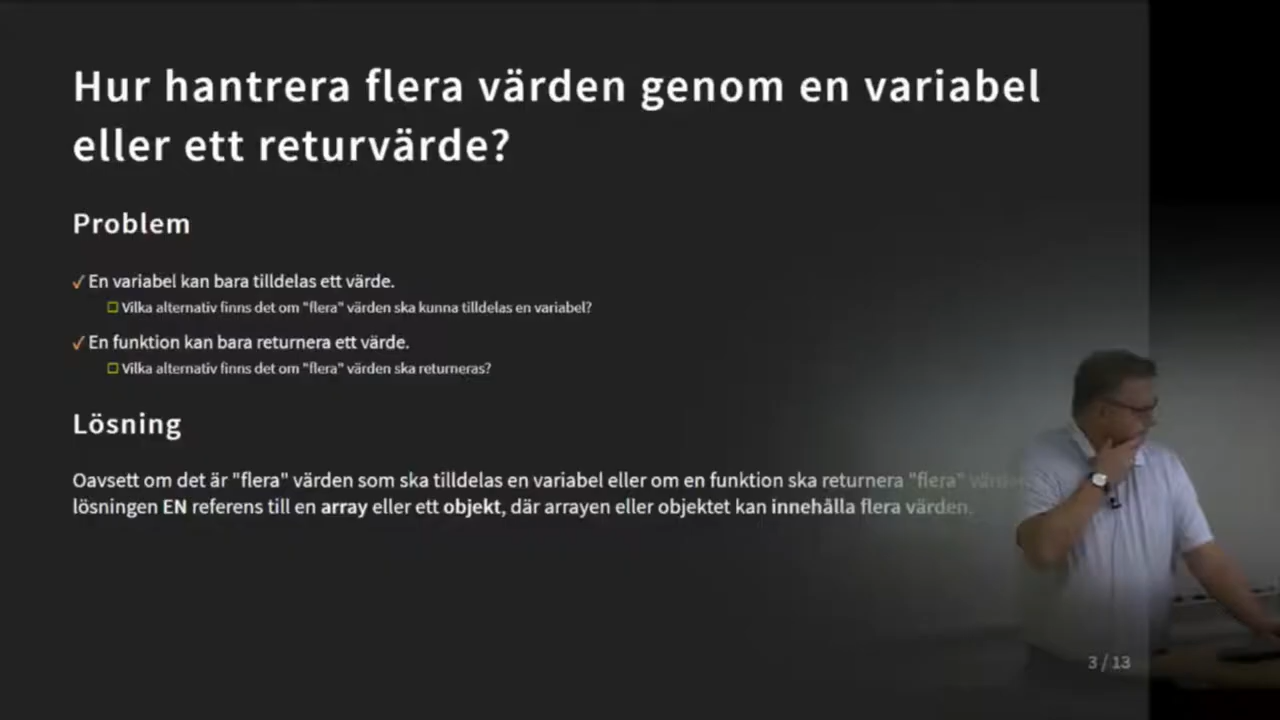 Hur hantrera flera värden genom en variabel
eller ett returvärde?
Problem
✓ En variabel kan bara tilldelas ett värde.
Vilka alternativ finns det om "flera" värden ska kunna tilldelas en variabel?
✓ En funktion kan bara returnera ett värde.
Vilka alternativ finns det om "flera" värden ska returneras?
Lösning
Oavsett om det är "flera" värden som ska tilldelas en variabel eller om en funktion ska returnera "flera" värden
lösningen EN referens till en array eller ett objekt, där arrayen eller objektet kan innehålla flera värden.
3 / 13